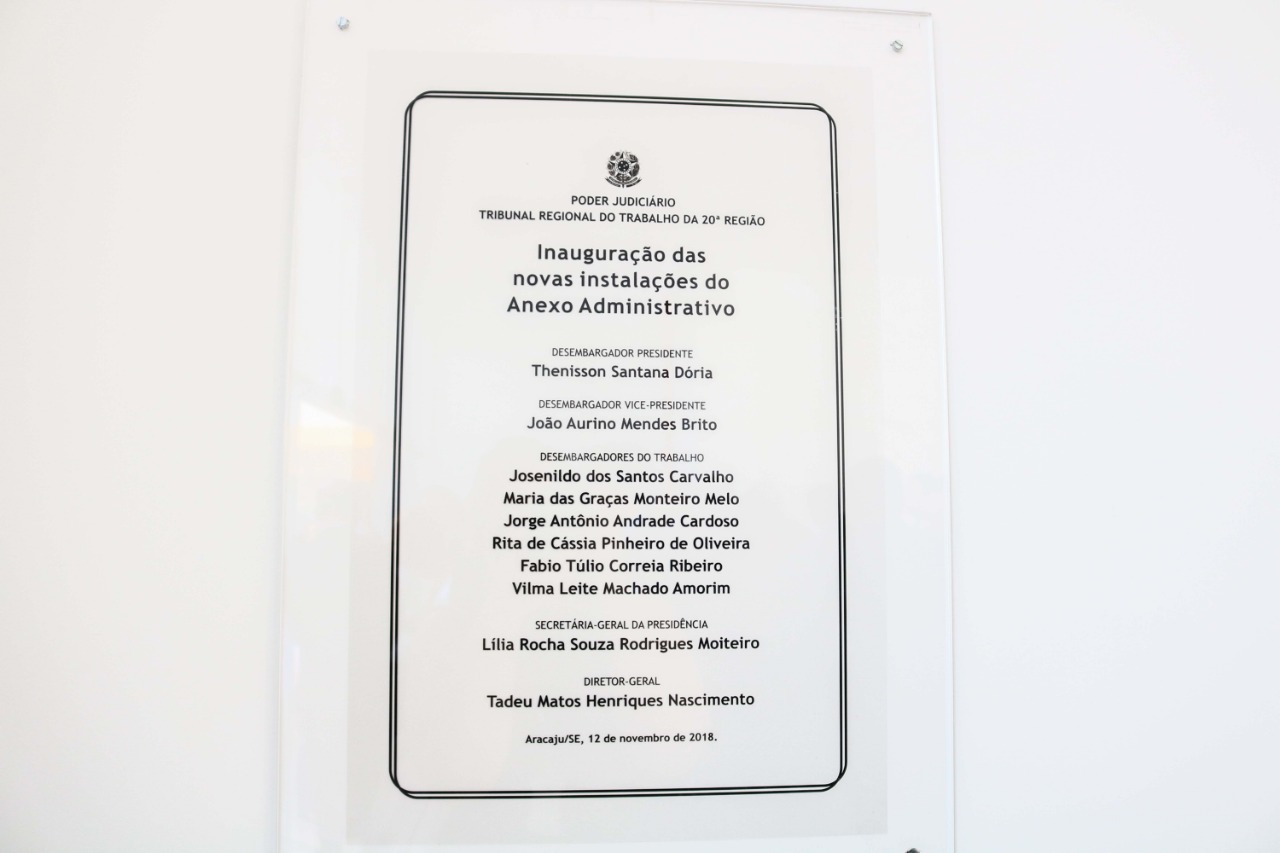 PODER JUDICIÁRIO
TRIBUNAL REGIONAL DO TRABALHO DA 20ª REGIÃO
Inauguração das
novas instalações do
Anexo Administrativo
DESEMBARGADOR PRESIDENTE
Thenisson Santana Dória
DESEMBARGADOR VICE-PRESIDENTE
João Aurino Mendes Brito
DESEMBARGADORES DO TRABALHO
Josenildo dos Santos Carvalho
Maria das Graças Monteiro Melo
Jorge Antônio Andrade Cardoso
Rita de Cássia Pinheiro de Oliveira
Fabio Túlio Correia Ribeiro
Vilma Leite Machado Amorim
SECRETÁRIA-GERAL DA PRESIDÊNCIA
Lília Rocha Souza Rodrigues Moiteiro
DIRETOR-GERAL
Tadeu Matos Henriques Nascimento
Aracaju/SE, 12 de novembro de 2018.